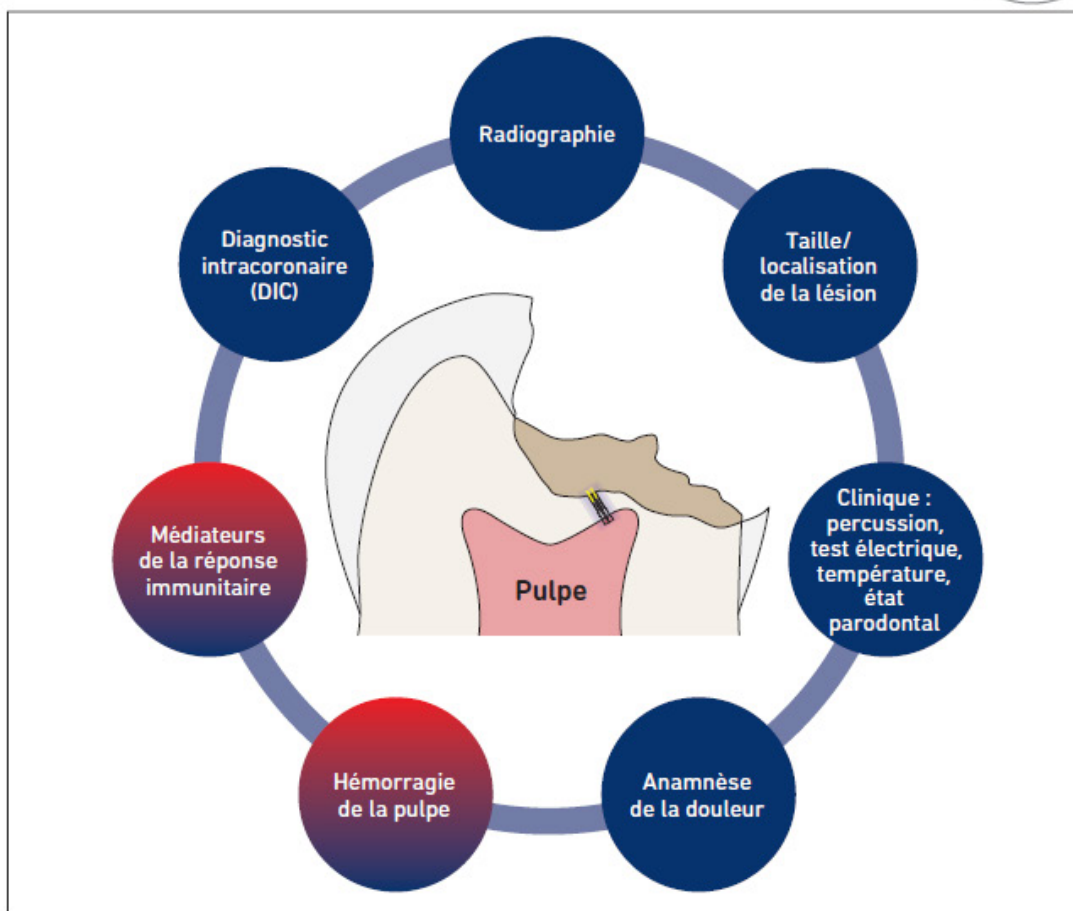 Radiographie
Taille/
localisation
de la lésion
Clinique :
percussion,
test électrique,
température,
état
parodontal
Anamnèse
de la douleur
Hémorragie
de la pulpe
Médiateurs
de la réponse
immunitaire
Diagnostic
intracoronaire
(DIC)
Pulpe